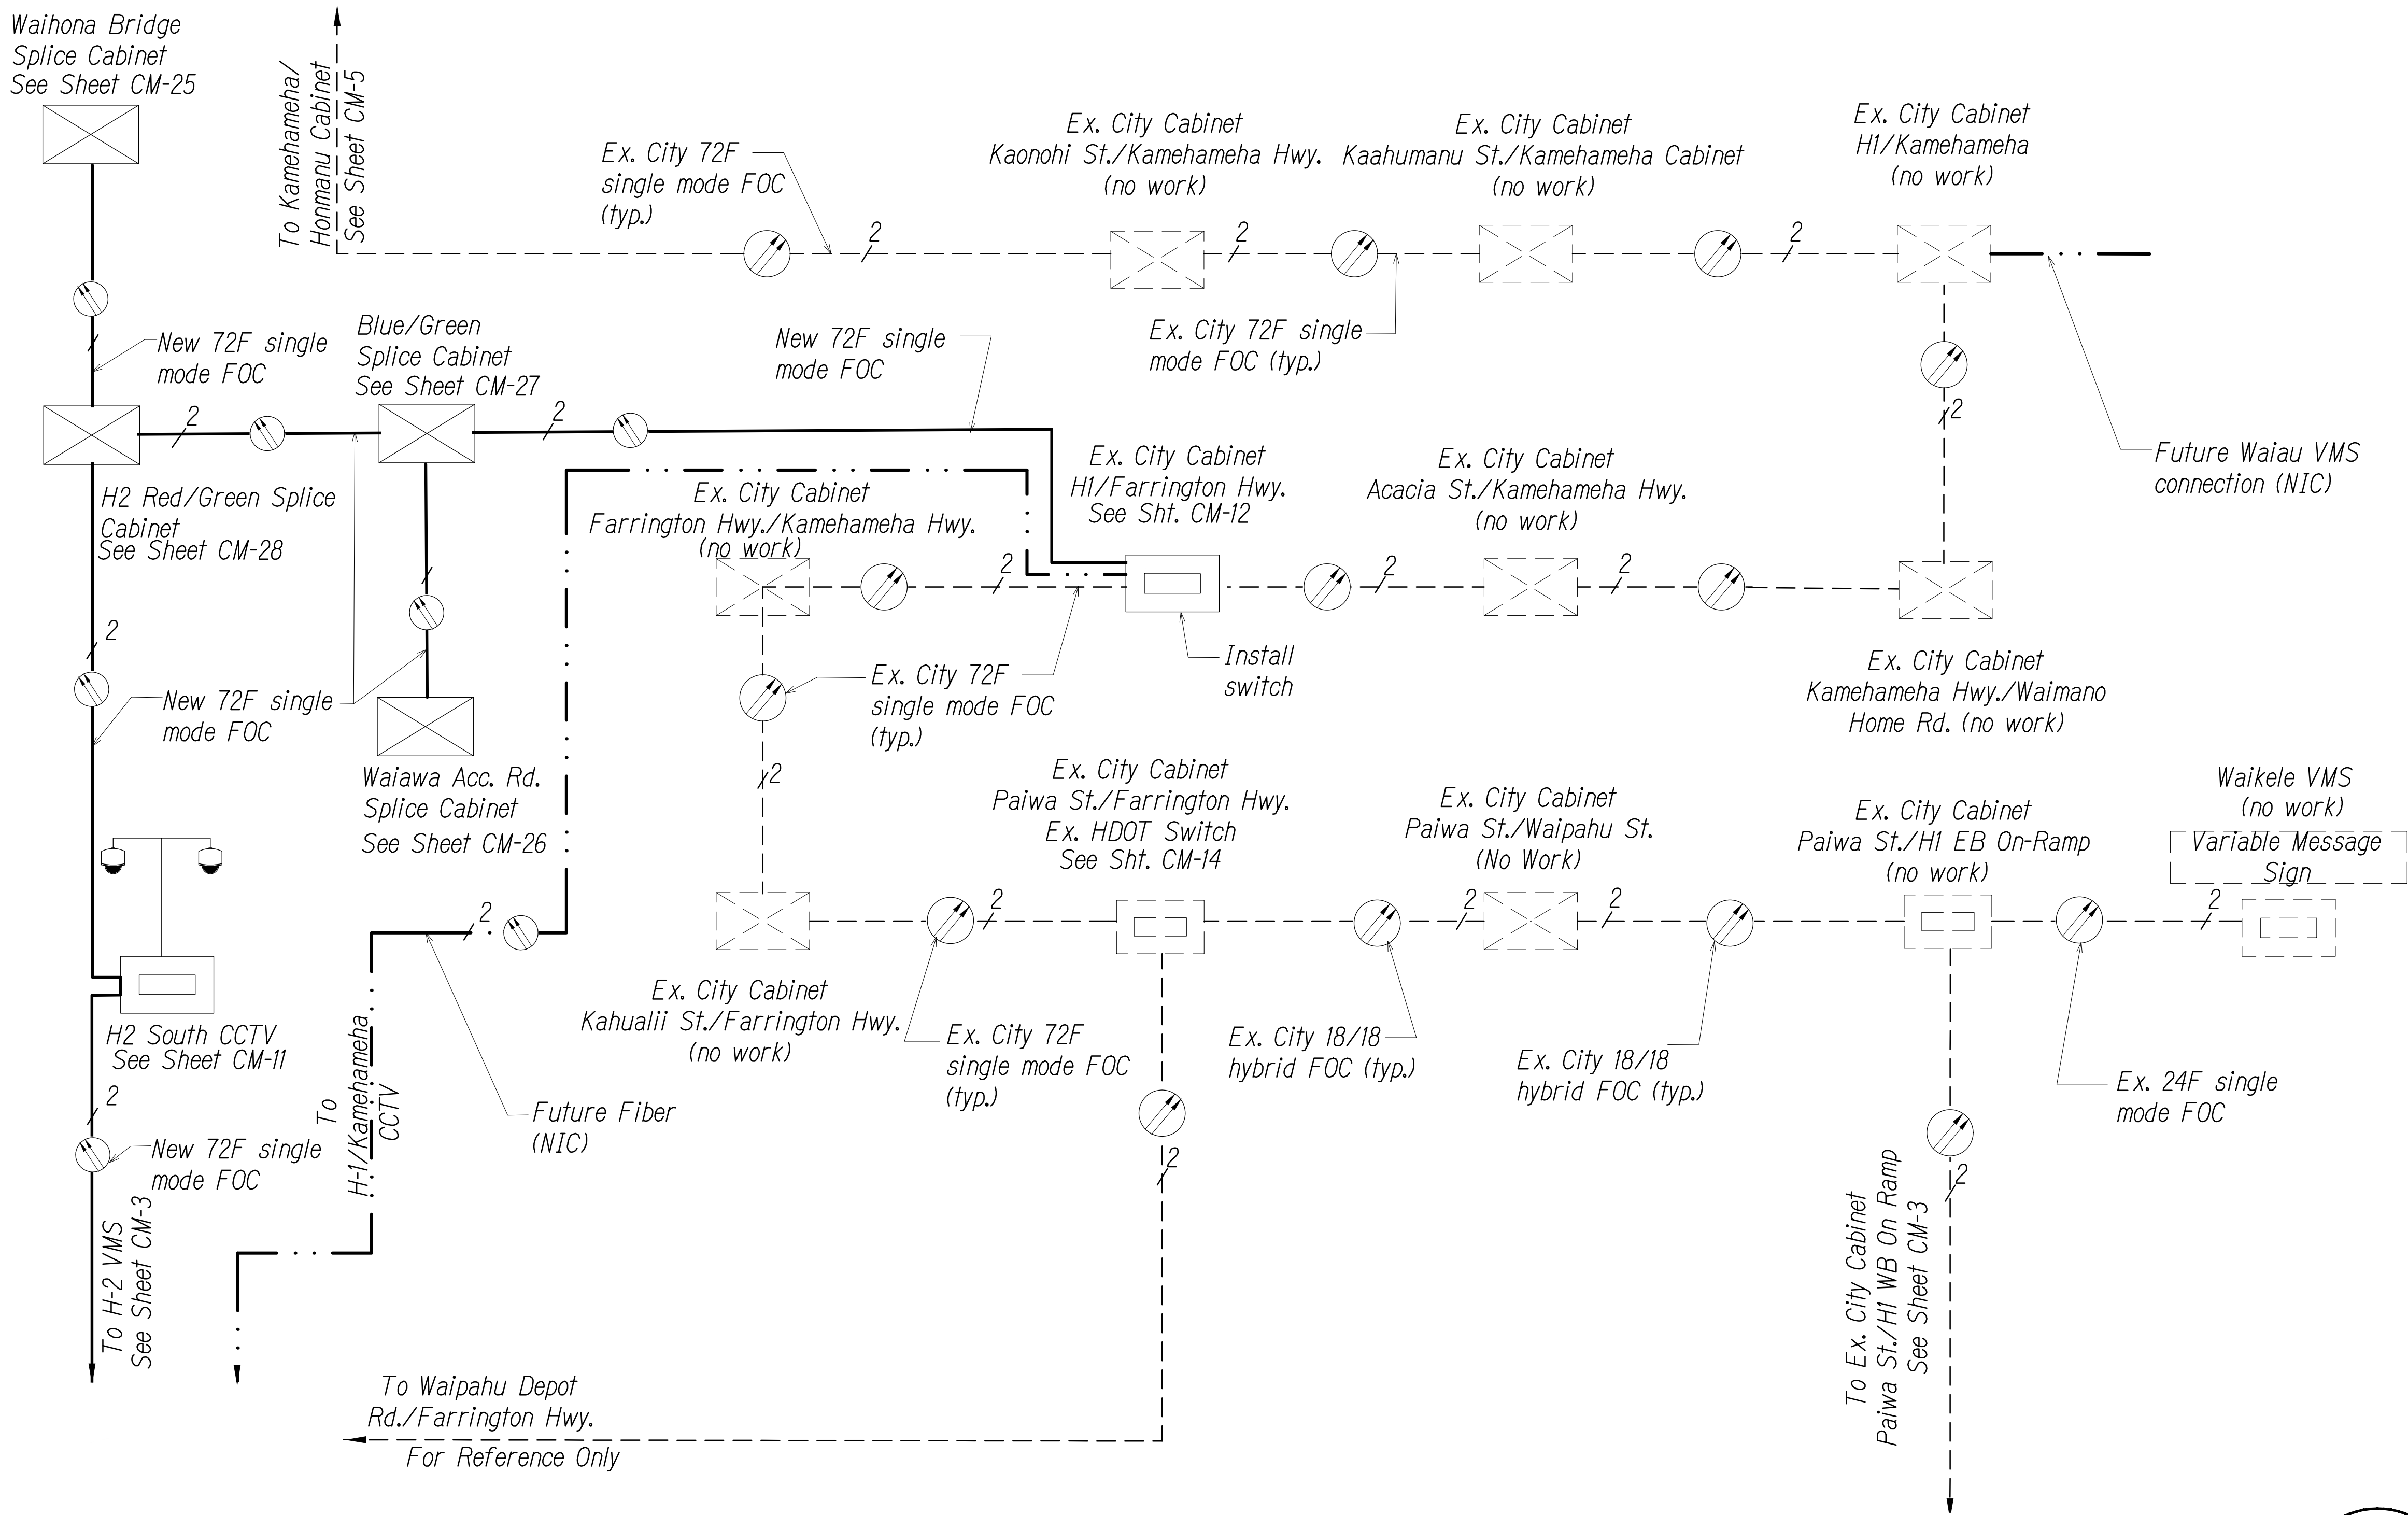 Waihona Bridge
Splice Cabinet
See Sheet CM-25
To Kamehameha/
Honmanu Cabinet
See Sheet CM-5
Ex. City 72F
single mode FOC
(typ.)
2
Ex. City Cabinet
Kaonohi St./Kamehameha Hwy.
(no work)
2
Ex. City Cabinet
Kaahumanu St./Kamehameha Cabinet
(no work)
2
Ex. City Cabinet
H1/Kamehameha
(no work)
New 72F single
mode FOC
Blue/Green
Splice Cabinet
See Sheet CM-27
New 72F single
mode FOC
Ex. City 72F single
mode FOC (typ.)
2
2
2
Future Waiau VMS
connection (NIC)
H2 Red/Green Splice
Cabinet
See Sheet CM-28
Ex. City Cabinet
Farrington Hwy./Kamehameha Hwy.
(no work)
Ex. City Cabinet
H1/Farrington Hwy.
See Sht. CM-12
Ex. City Cabinet
Acacia St./Kamehameha Hwy.
(no work)
2
2
2
2
New 72F single
mode FOC
Ex. City 72F
single mode FOC
(typ.)
Install
switch
Ex. City Cabinet
Kamehameha Hwy./Waimano
Home Rd. (no work)
Waiawa Acc. Rd.
Splice Cabinet
See Sheet CM-26
2
Ex. City Cabinet
Paiwa St./Farrington Hwy.
Ex. HDOT Switch
See Sht. CM-14
Ex. City Cabinet
Paiwa St./Waipahu St.
(No Work)
Ex. City Cabinet
Paiwa St./H1 EB On-Ramp
(no work)
Waikele VMS
(no work)
Variable Message
Sign
2
2
2
2
2
H2 South CCTV
See Sheet CM-11
Ex. City Cabinet
Kahualii St./Farrington Hwy.
(no work)
Ex. City 72F
single mode FOC
(typ.)
Ex. City 18/18
hybrid FOC (typ.)
Ex. City 18/18
hybrid FOC (typ.)
Ex. 24F single
mode FOC
2
New 72F single
mode FOC
To
H-1/Kamehameha
CCTV
Future Fiber
(NIC)
2
2
To H-2 VMS
See Sheet CM-3
To Ex. City Cabinet
Paiwa St./H1 WB On Ramp
See Sheet CM-3
To Waipahu Depot
Rd./Farrington Hwy.
For Reference Only